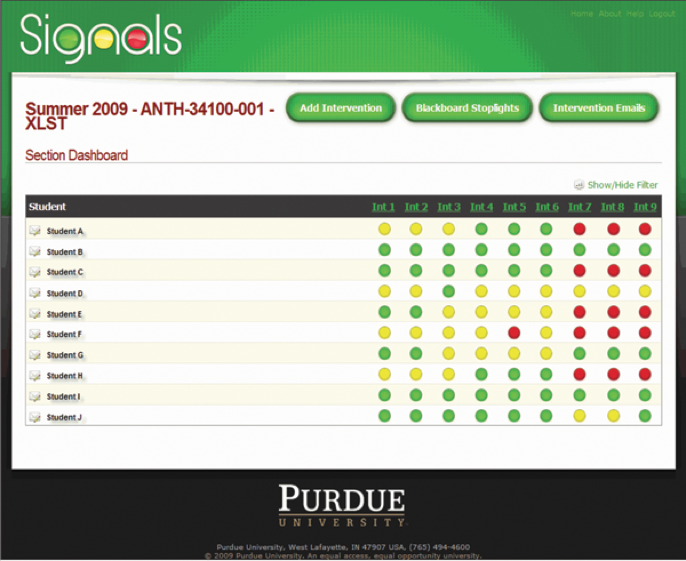 Home About Help Logout
Signals
Summer 2009 - ANTH-34100-001 -
XLST
Add Intervention
Blackboard Stoplights
Intervention Emails
Section Dashboard
Show/Hide Filter
Student Int 1 Int 2 Int 3 Int 4 Int 5 Int 6 Int 7 Int 8 Int 9
Student A
Student B
Student C
Student D
Student E
Student F
Student G
Student H
Student I
Student J
PURDUE
UNIVERSITY
Purdue University, West Lafayette, IN 47907 USA, (765) 494-4600
© 2009 Purdue University. An equal access, equal opportunity university.